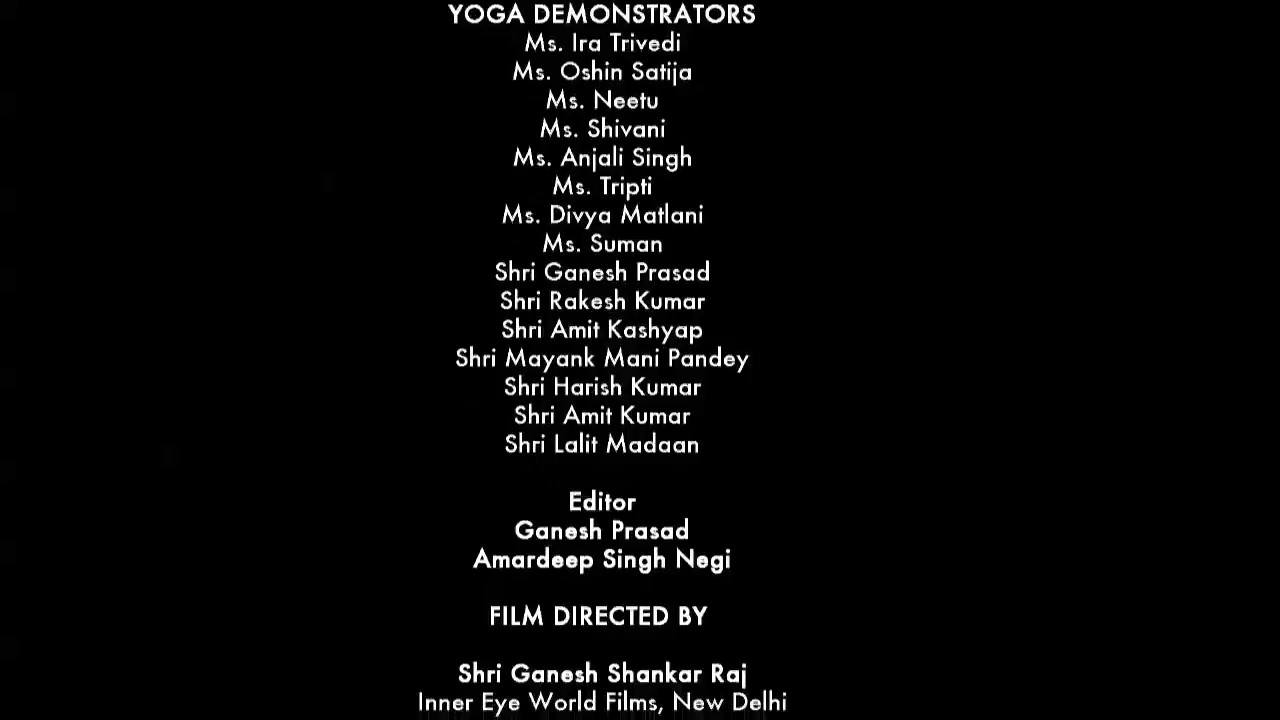 YOGA DEMONSTRATORS
Ms. Ira Trivedi
Ms. Oshin Satija
Ms. Neetu
Ms. Shivani
Ms. Anjali Singh
Ms. Tripti
Ms. Divya Matlani
Ms. Suman
Shri Ganesh Prasad
Shri Rakesh Kumar
Shri Amit Kashyap
Shri Mayank Mani Pandey
Shri Harish Kumar
Shri Amit Kumar
Shri Lalit Madaan
Editor
Ganesh Prasad
Amardeep Singh Negi
FILM DIRECTED BY
Shri Ganesh Shankar Raj
Inner Eye World Films, New Delhi